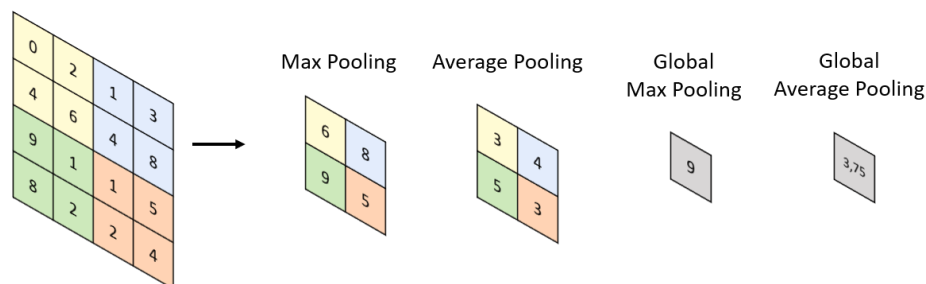 Max Pooling
Average Pooling
Global
Max Pooling
Global
Average Pooling
0 2 1 3
4 6 4 8
9 1 1 5
8 2 2 4
6 8
9 5
3 4
5 3
9
3,75